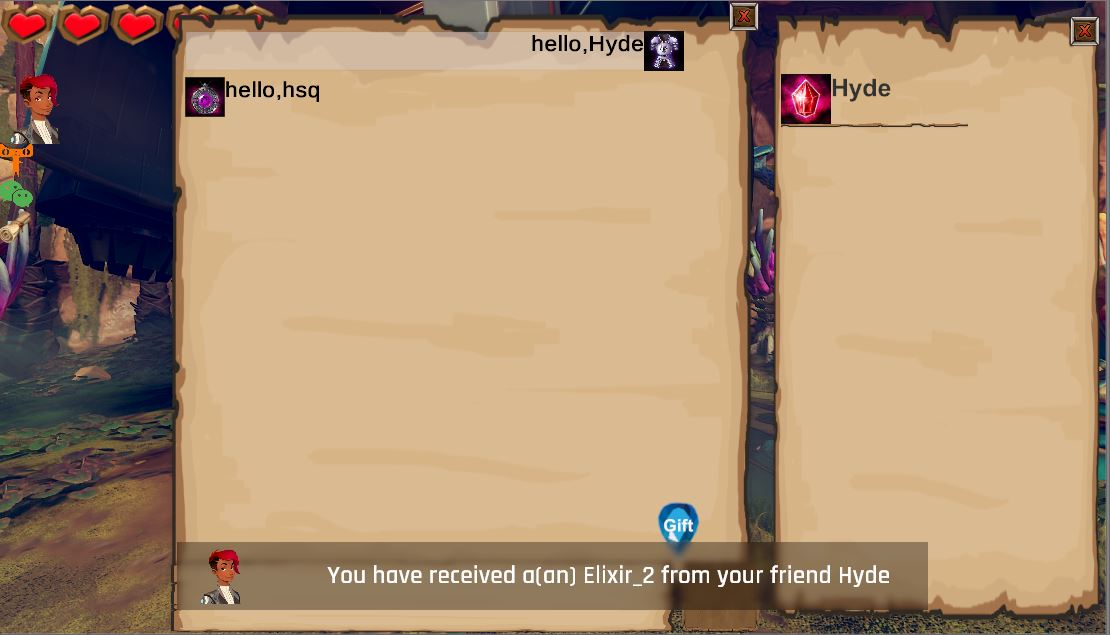 hello,Hyde
hello,hsq
Hyde
Gift
You have received a(an) Elixir_2 from your friend Hyde